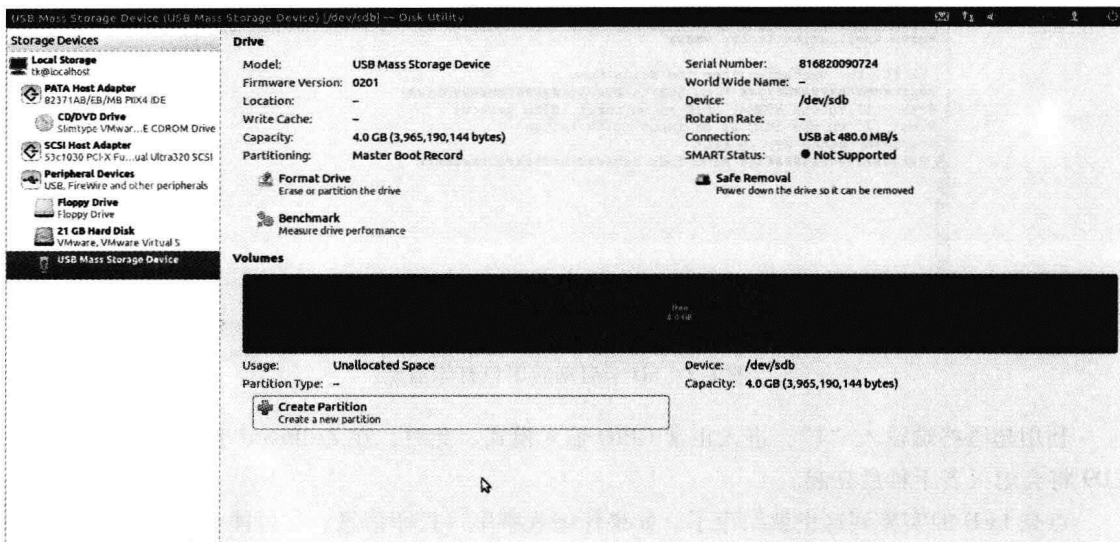 USB Mass Storage Device (USB Mass Storage Device) [/dev/sdb] — Disk Utility
Storage Devices
Local Storage
tk@localhost
PATA Host Adapter
82371AB/EB/MB PIIX4 IDE
CD/DVD Drive
Slimtype VMwar...E CDROM Drive
SCSI Host Adapter
53c1030 PCI-X Fu...ual Ultra320 SCSI
Peripheral Devices
USB, FireWire and other peripherals
Floppy Drive
Floppy Drive
21 GB Hard Disk
VMware, VMware Virtual S
USB Mass Storage Device
Drive
Model: USB Mass Storage Device
Serial Number: 816820090724
Firmware Version: 0201
World Wide Name: –
Location: –
Device: /dev/sdb
Write Cache: –
Rotation Rate: –
Capacity: 4.0 GB (3,965,190,144 bytes)
Connection: USB at 480.0 MB/s
Partitioning: Master Boot Record
SMART Status: Not Supported
Format Drive
Erase or partition the drive
Safe Removal
Power down the drive so it can be removed
Benchmark
Measure drive performance
Volumes
Free
4.0 GB
Usage: Unallocated Space
Device: /dev/sdb
Partition Type: –
Capacity: 4.0 GB (3,965,190,144 bytes)
Create Partition
Create a new partition